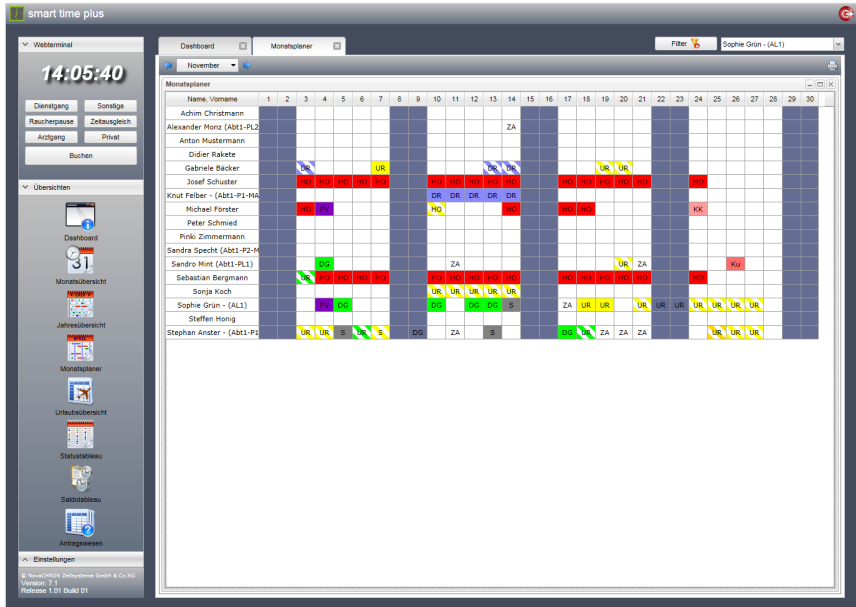 smart time plus
Webterminal
14:05:40
Dienstgang Sonstige
Raucherpause Zeitausgleich
Arztgang Privat
Buchen
Übersichten
Dashboard
31
Monatsübersicht
Jahresübersicht
Monatsplaner
Urlaubsübersicht
Statustableau
Saldotableau
Antragswesen
Einstellungen
© NovaCHRON Zeitsysteme GmbH & Co.KG
Version: 7.1
Release 1.01 Build 01
Dashboard Monatsplaner Filter Sophie Grün - (AL1)
November
Monatsplaner
Name, Vorname 1 2 3 4 5 6 7 8 9 10 11 12 13 14 15 16 17 18 19 20 21 22 23 24 25 26 27 28 29 30
Achim Christmann
Alexander Monz (Abt1-PL2 ZA
Anton Mustermann
Didier Rakete
Gabriele Bäcker DR UR DR DR UR UR
Josef Schuster HO HO HO HO HO HO HO HO HO HO HO HO HO HO HO HO
Knut Felber - (Abt1-P1-MA DR DR DR DR DR
Michael Förster HO FV HO HO HO HO KK
Peter Schmied
Pinki Zimmermann
Sandra Specht (Abt1-P2-M
Sandro Mint (Abt1-PL1) DG ZA UR ZA Ku
Sebastian Bergmann UR HO HO HO HO HO HO HO HO HO HO HO HO HO HO HO
Sonja Koch UR UR UR UR UR
Sophie Grün - (AL1) FV DG DG DG DG S ZA UR UR UR UR UR UR UR UR UR
Steffen Honig
Stephan Anster - (Abt1-P1 UR UR S UR S DG ZA S DG UR ZA ZA ZA UR UR UR